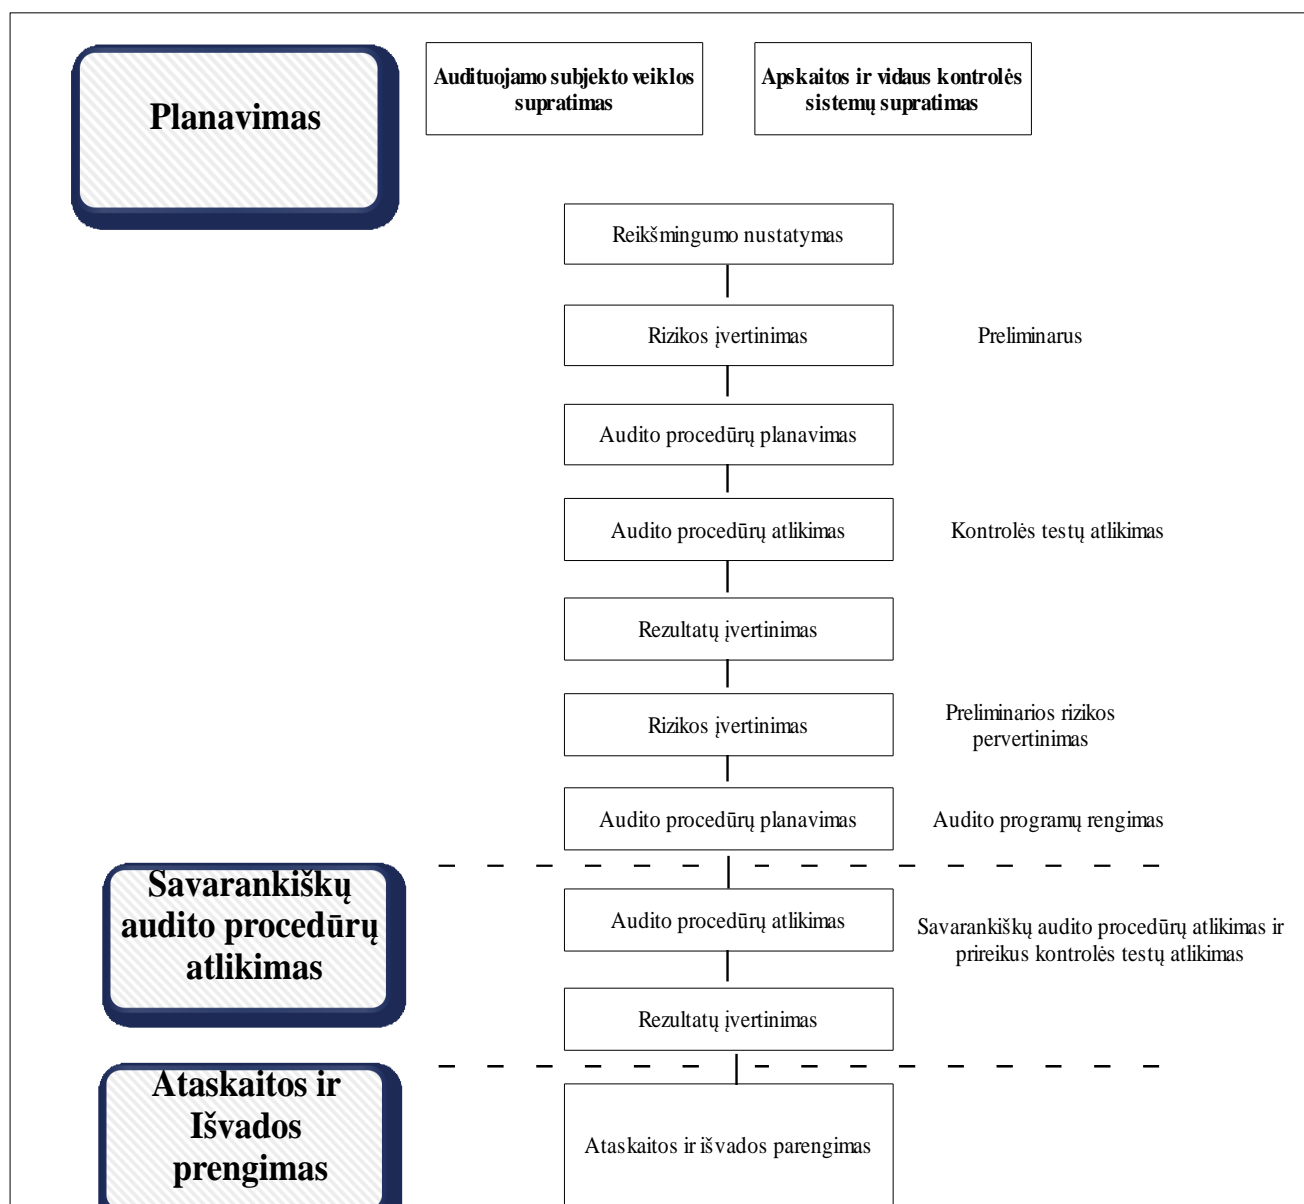 Planavimas
Audituojamo subjekto veiklos
supratimas
Apskaitos ir vidaus kontrolės
sistemų supratimas
Reikšmingumo nustatymas
Rizikos įvertinimas
Preliminarus
Audito procedūrų planavimas
Audito procedūrų atlikimas
Kontrolės testų atlikimas
Rezultatų įvertinimas
Rizikos įvertinimas
Preliminarios rizikos
pervertinimas
Audito procedūrų planavimas
Audito programų rengimas
Savarankiškų
audito procedūrų
atlikimas
Audito procedūrų atlikimas
Savarankiškų audito procedūrų atlikimas ir
prireikus kontrolės testų atlikimas
Rezultatų įvertinimas
Ataskaitos ir
Išvados
prengimas
Ataskaitos ir išvados parengimas